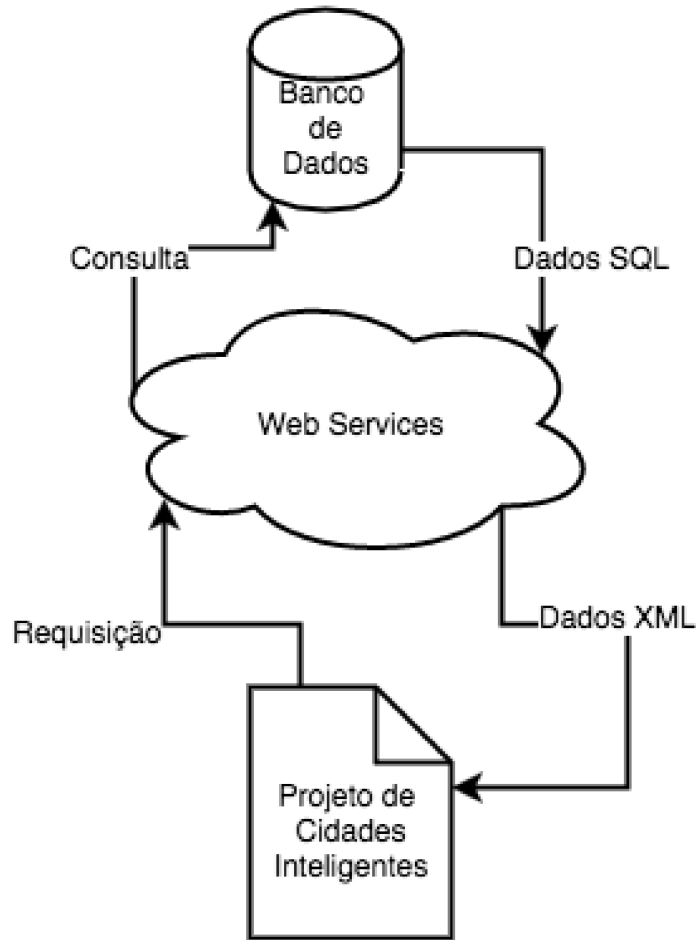 Banco
de
Dados
Consulta
Dados SQL
Web Services
Requisição
Dados XML
Projeto de
Cidades
Inteligentes